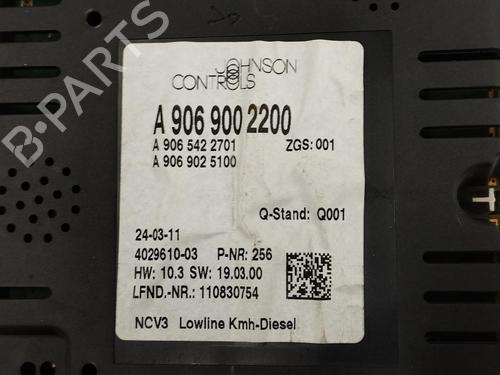 JOHNSON
CONTROLS
A 906 900 2200
A 906 542 2701 ZGS: 001
A 906 902 5100
Q-Stand: Q001
24-03-11
4029610-03 P-NR: 256
HW: 10.3 SW: 19.03.00
LFND.-NR.: 110830754
NCV3 Lowline Kmh-Diesel
B-PARTS